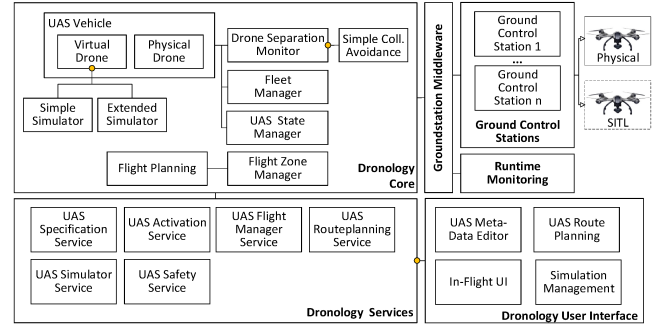 UAS Vehicle
Virtual
Drone
Physical
Drone
Simple
Simulator
Extended
Simulator
Drone Separation
Monitor
Simple Coll.
Avoidance
Fleet
Manager
UAS State
Manager
Flight Planning
Flight Zone
Manager
Dronology
Core
Groundstation Middleware
Ground
Control
Station 1
...
Ground
Control
Station n
Ground Control
Stations
Physical
SITL
Runtime
Monitoring
UAS
Specification
Service
UAS Activation
Service
UAS Flight
Manager
Service
UAS
Routeplanning
Service
UAS Simulator
Service
UAS Safety
Service
Dronology Services
UAS Meta-
Data Editor
UAS Route
Planning
In-Flight UI
Simulation
Management
Dronology User Interface